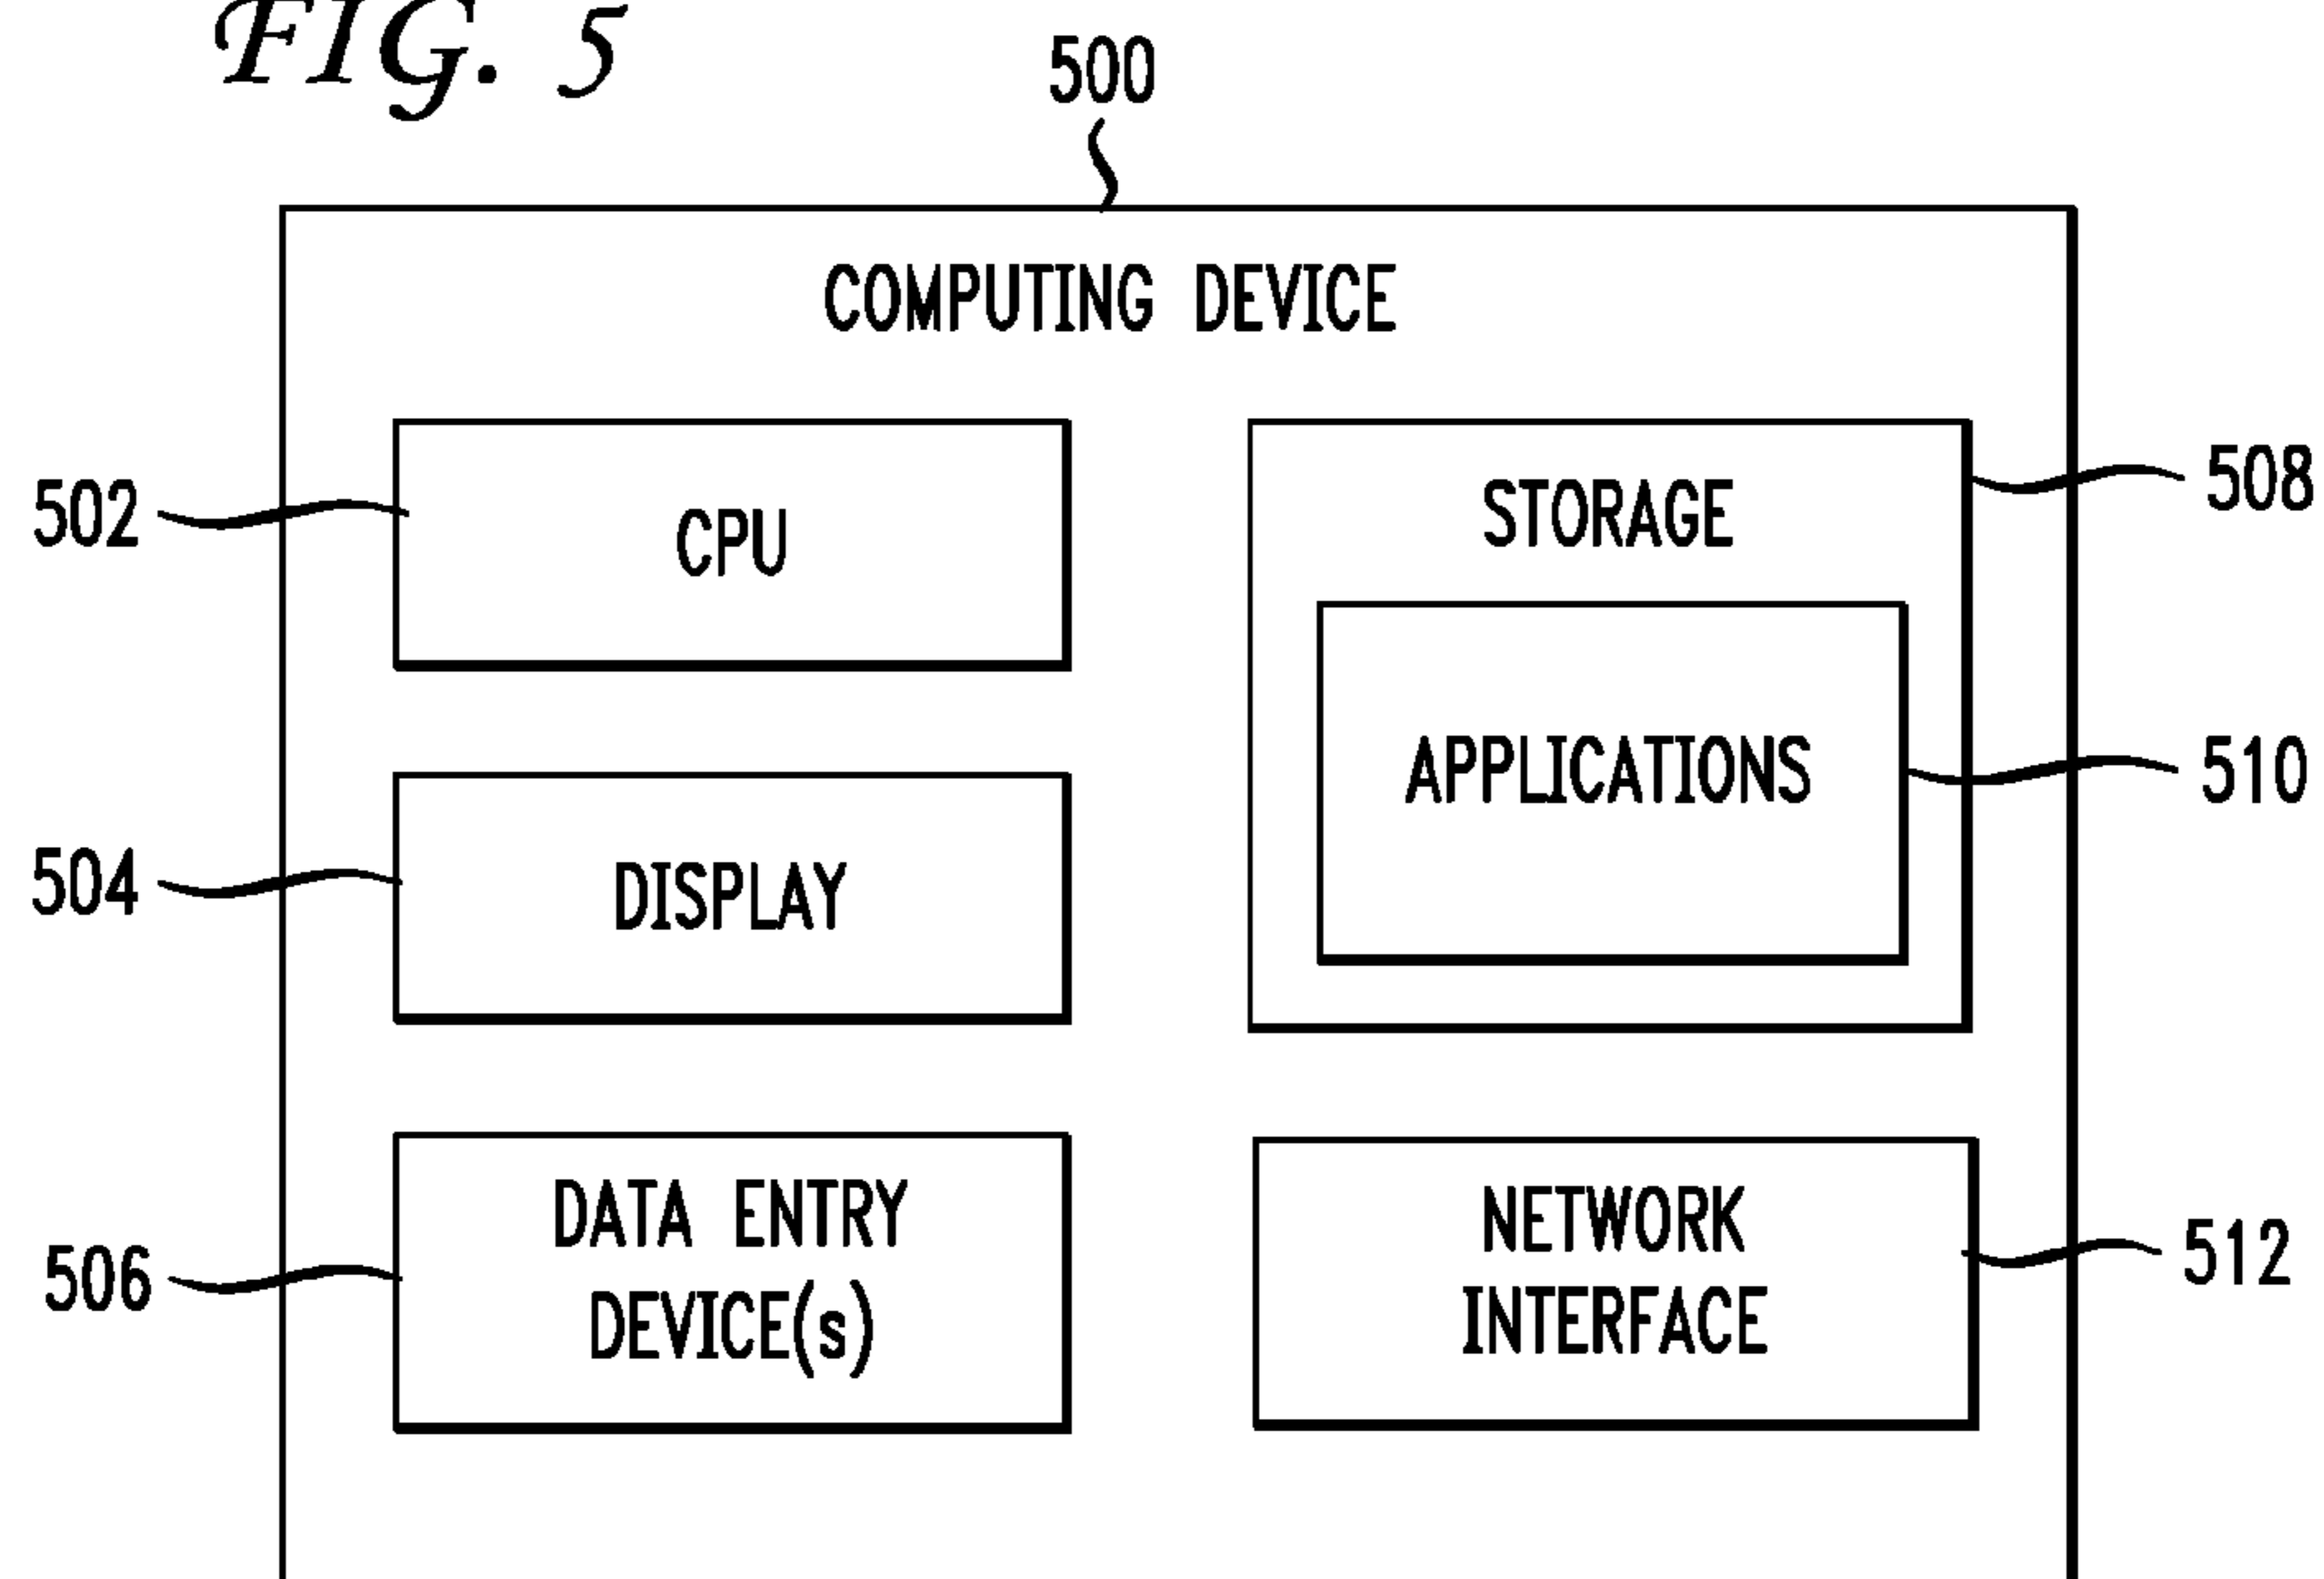 FIG. 5
500
COMPUTING DEVICE
502
CPU
STORAGE
508
APPLICATIONS
510
504
DISPLAY
506
DATA ENTRY
DEVICE(s)
NETWORK
INTERFACE
512